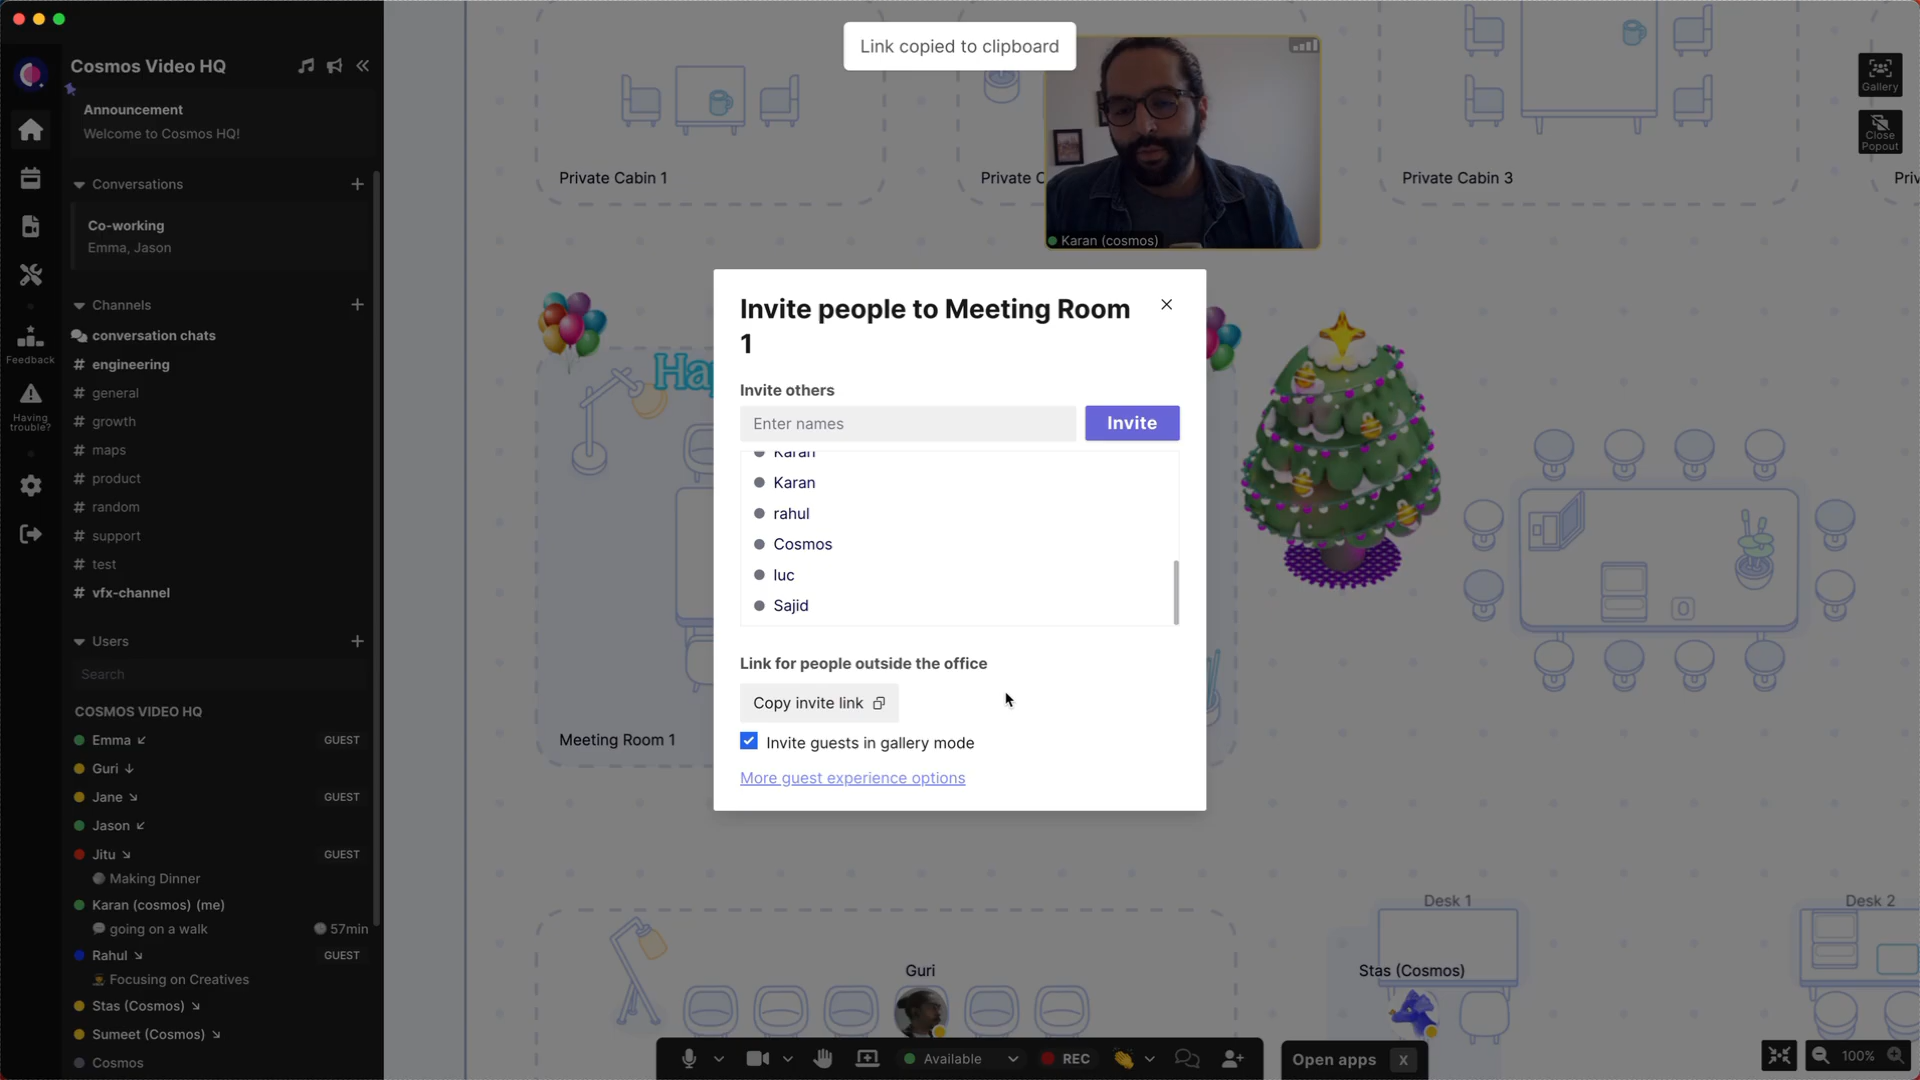 Link copied to clipboard
Cosmos Video HQ
Announcement
Welcome to Cosmos HQ!
Conversations
Co-working
Emma, Jason
Channels
conversation chats
# engineering
# general
# growth
# maps
# product
# random
# support
# test
# vfx-channel
Users
Search
COSMOS VIDEO HQ
Emma GUEST
Guri
Jane GUEST
Jason
Jitu GUEST
Making Dinner
Karan (cosmos) (me)
going on a walk 57min
Rahul GUEST
Focusing on Creatives
Stas (Cosmos)
Sumeet (Cosmos)
Cosmos
Feedback
Having
trouble?
Private Cabin 1
Private C
Private Cabin 3
Priv
Karan (cosmos)
Gallery
Close
Popout
Ha
Invite people to Meeting Room
1
Invite others
Enter names
Invite
Karan
Karan
rahul
Cosmos
luc
Sajid
Link for people outside the office
Copy invite link
Invite guests in gallery mode
More guest experience options
Meeting Room 1
Desk 1
Desk 2
Guri
Stas (Cosmos)
Available
REC
Open apps X
100%